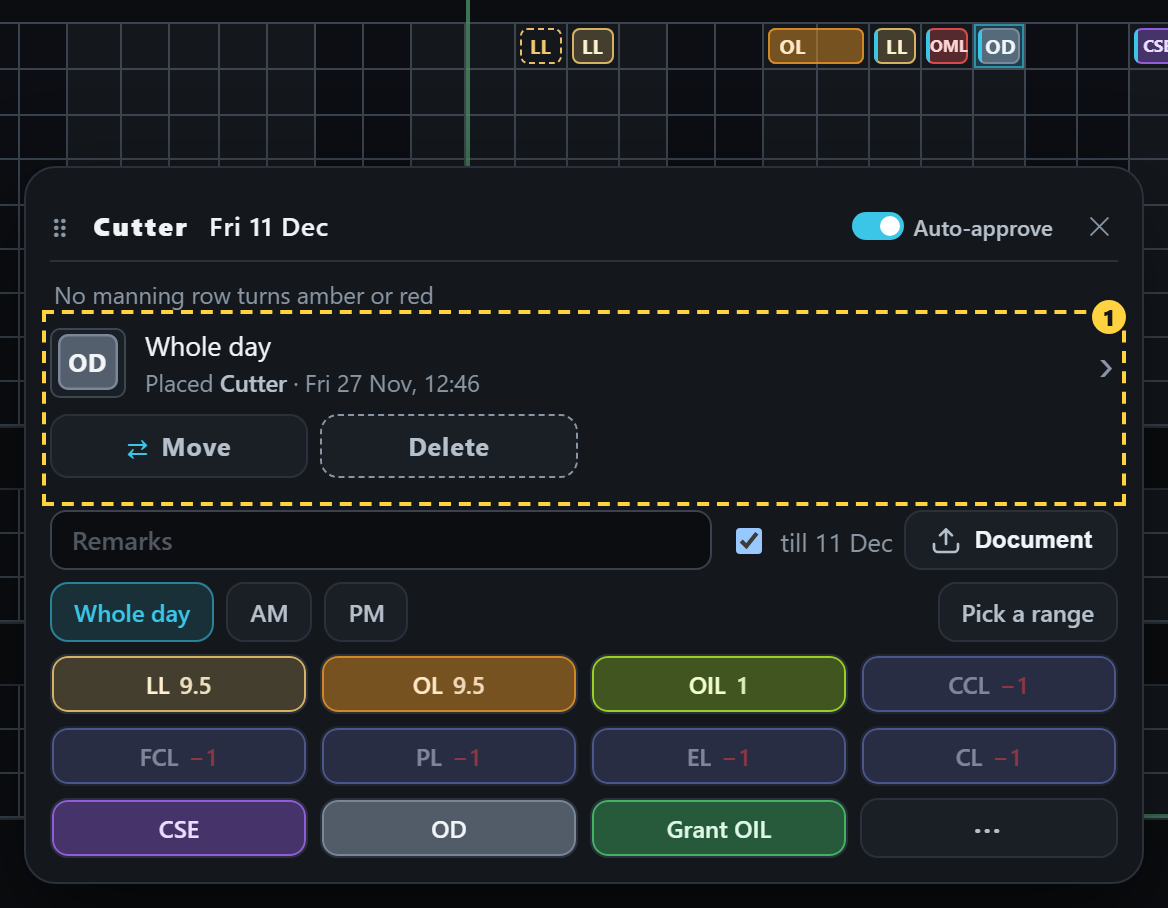 LL LL OL LL OML OD CSE
Cutter Fri 11 Dec Auto-approve
No manning row turns amber or red
1
OD Whole day
Placed Cutter · Fri 27 Nov, 12:46
Move Delete
Remarks till 11 Dec Document
Whole day AM PM Pick a range
LL 9.5 OL 9.5 OIL 1 CCL −1
FCL −1 PL −1 EL −1 CL −1
CSE OD Grant OIL ...